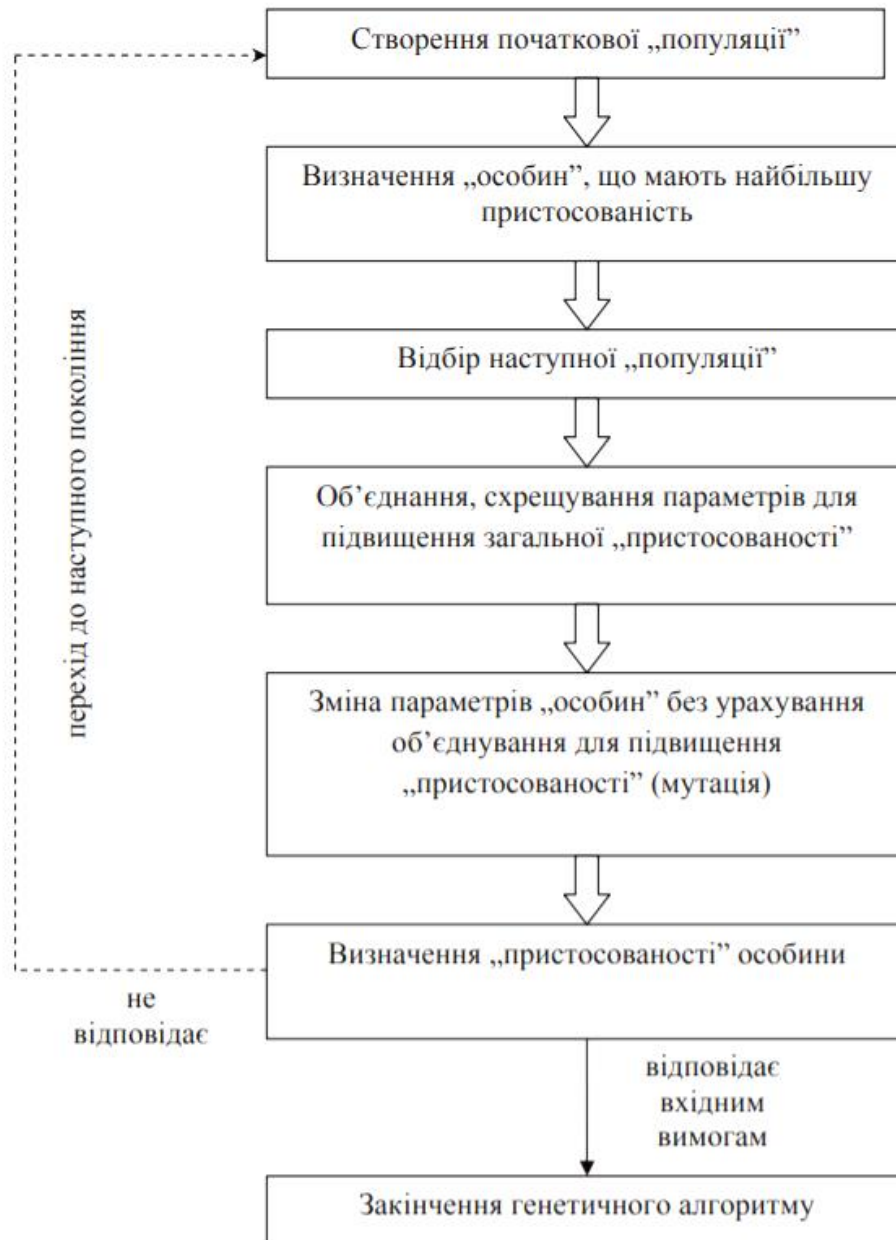 Створення початкової „популяції”
Визначення „особин”, що мають найбільшу
пристосованість
Відбір наступної „популяції”
Об’єднання, схрещування параметрів для
підвищення загальної „пристосованості”
Зміна параметрів „особин” без урахування
об’єднування для підвищення
„пристосованості” (мутація)
Визначення „пристосованості” особини
перехід до наступного покоління
не
відповідає
відповідає
вхідним
вимогам
Закінчення генетичного алгоритму